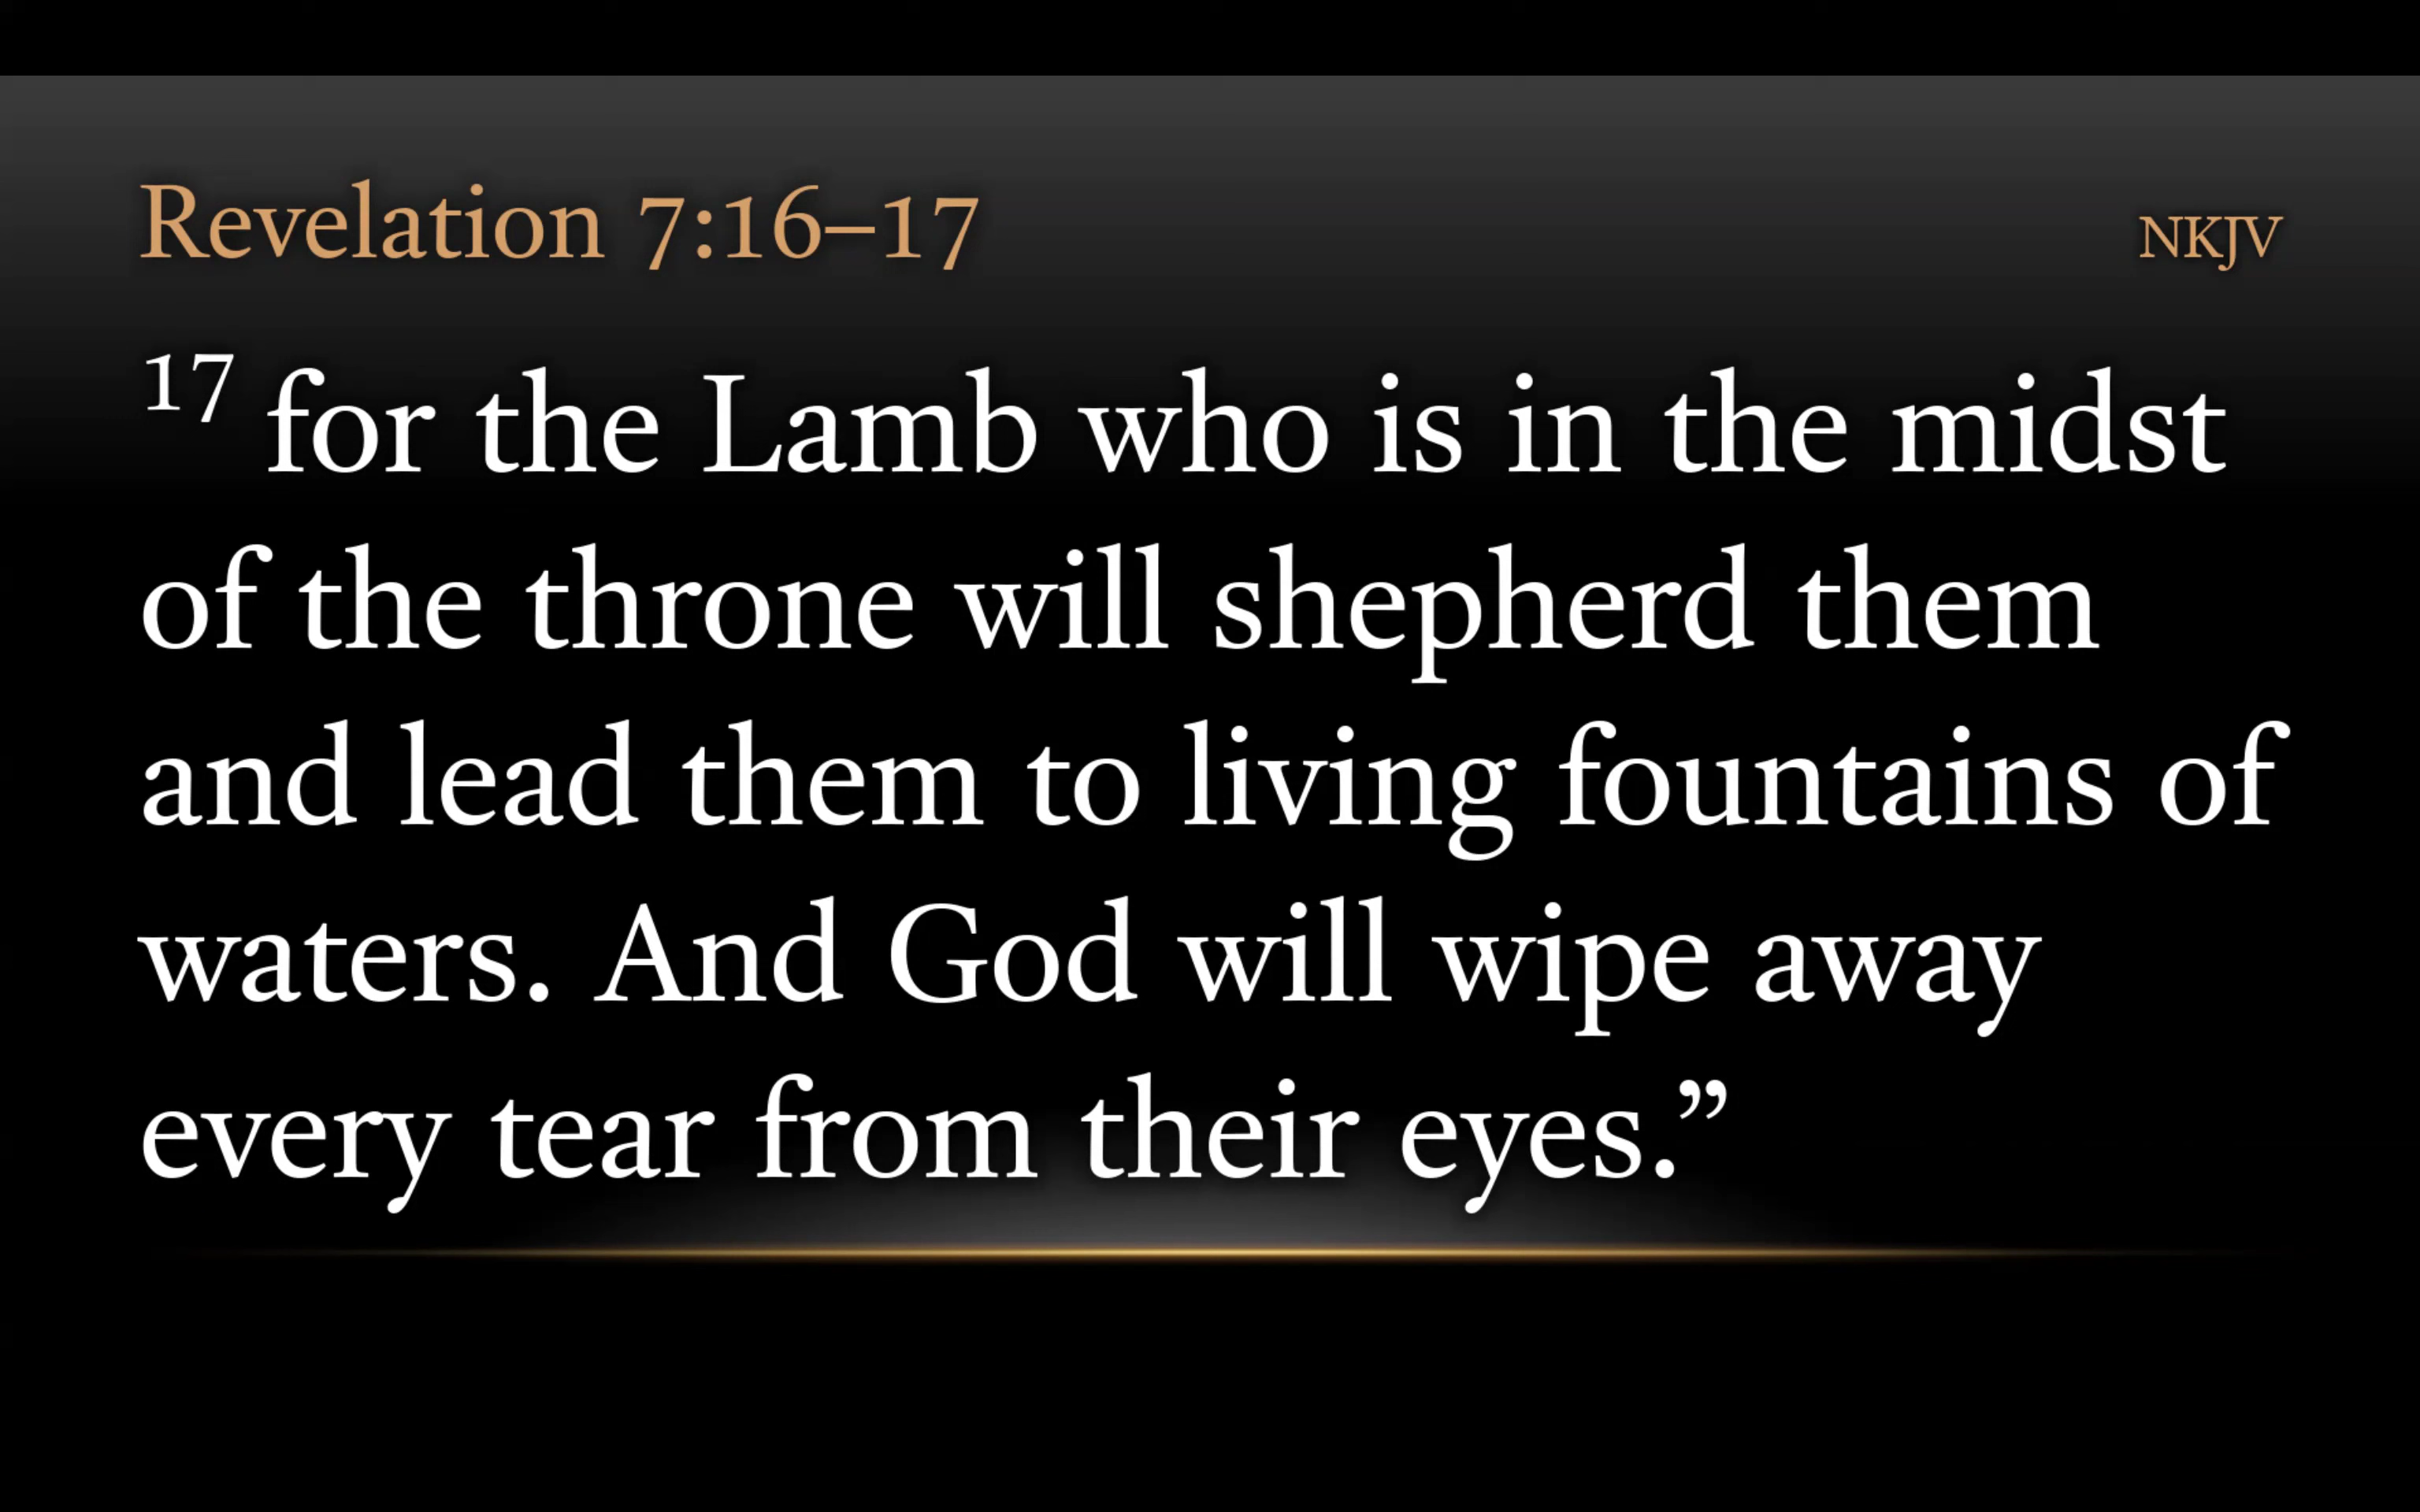 Revelation 7:16–17 NKJV
17 for the Lamb who is in the midst
of the throne will shepherd them
and lead them to living fountains of
waters. And God will wipe away
every tear from their eyes.”